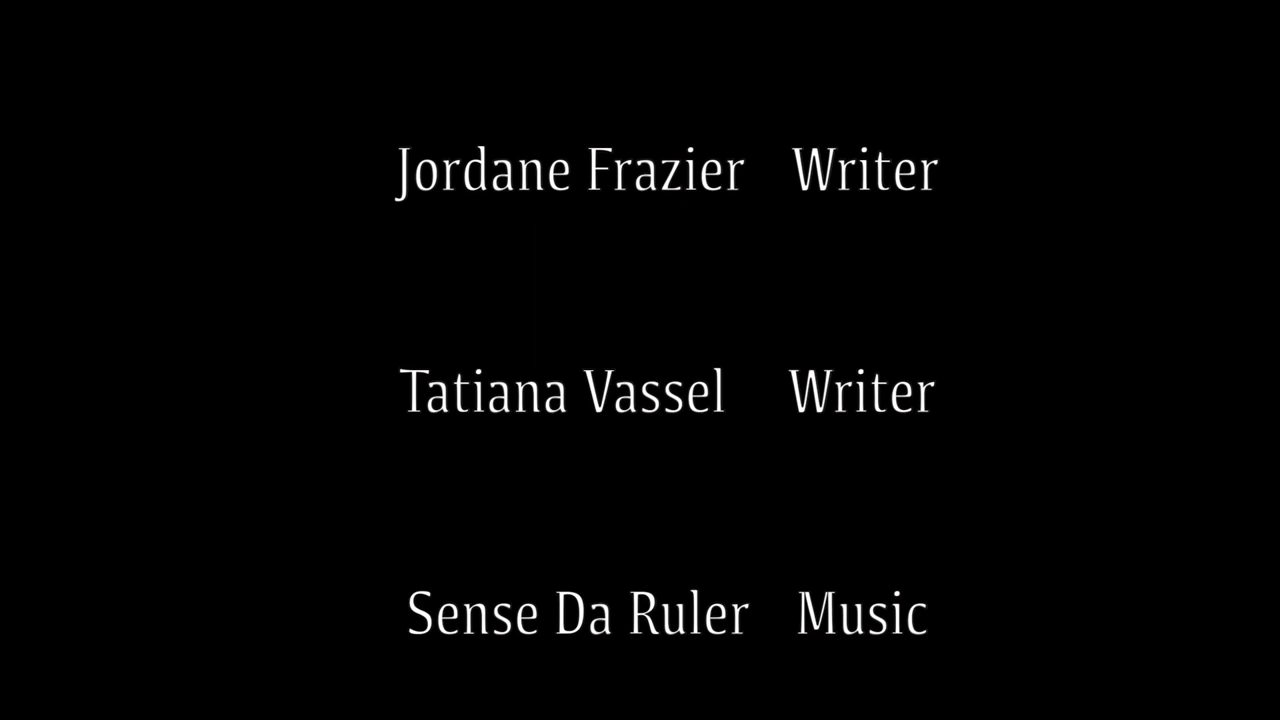 Jordane Frazier Writer
Tatiana Vassel Writer
Sense Da Ruler Music